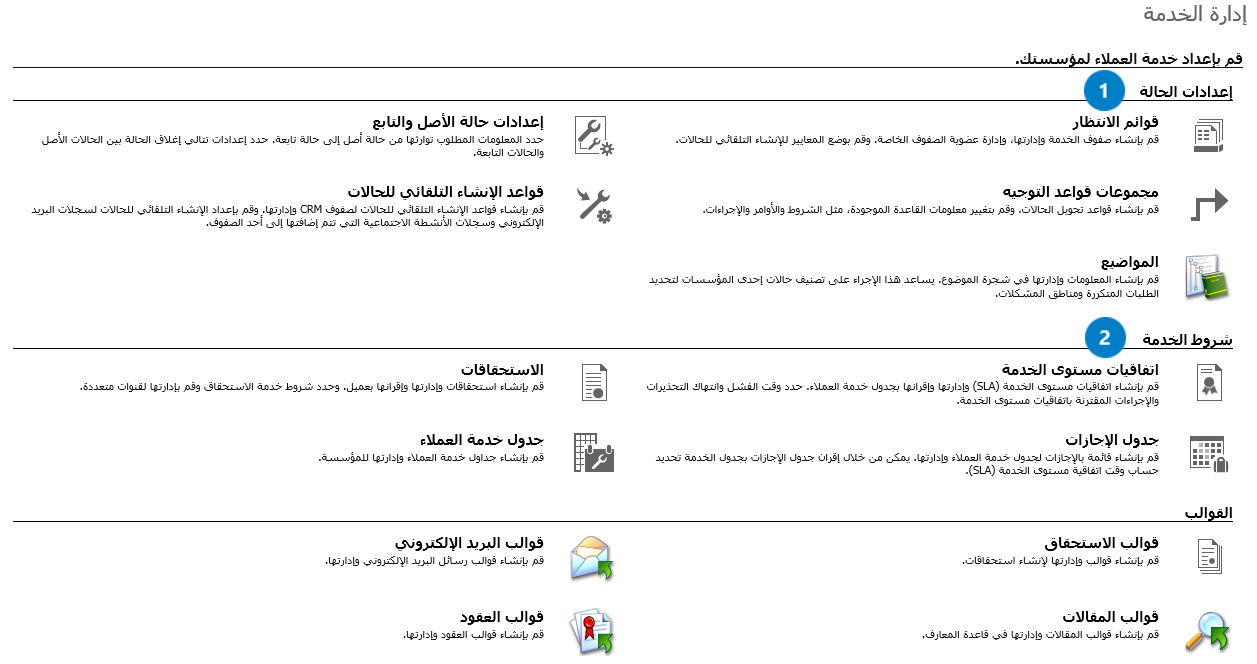 إدارة الخدمة
قم بإعداد خدمة العملاء لمؤسستك.
إعدادات الحالة
1
قوائم الانتظار
قم بإنشاء صفوف الخدمة وإدارتها، وإدارة عضوية الصفوف الخاصة. وقم بوضع المعايير للإنشاء التلقائي للحالات.
إعدادات حالة الأصل والتابع
حدد المعلومات المطلوب توارثها من حالة أصل إلى حالة تابعة. حدد إعدادات تتالي إغلاق الحالة بين الحالات الأصل
والحالات التابعة.
مجموعات قواعد التوجيه
قم بإنشاء قواعد تحويل الحالات. وقم بتغيير معلومات القاعدة الموجودة، مثل الشروط والأوامر والإجراءات.
قواعد الإنشاء التلقائي للحالات
قم بإنشاء قواعد الإنشاء التلقائي للحالات لصفوف CRM وإدارتها. وقم بإعداد الإنشاء التلقائي للحالات لسجلات البريد
الإلكتروني وسجلات الأنشطة الاجتماعية التي تتم إضافتها إلى أحد الصفوف.
المواضيع
قم بإنشاء المعلومات وإدارتها في شجرة الموضوع. يساعد هذا الإجراء على تصنيف حالات إحدى المؤسسات لتحديد
الطلبات المتكررة ومناطق المشكلات.
شروط الخدمة
2
اتفاقيات مستوى الخدمة
قم بإنشاء اتفاقيات مستوى الخدمة (SLA) وإدارتها وإقرانها بجدول خدمة العملاء. حدد وقت الفشل وانتهاك التحذيرات
والإجراءات المقترنة باتفاقيات مستوى الخدمة.
الاستحقاقات
قم بإنشاء استحقاقات وإدارتها وإقرانها بعميل. وحدد شروط خدمة الاستحقاق وقم بإدارتها لقنوات متعددة.
جدول الإجازات
قم بإنشاء قائمة بالإجازات لجدول خدمة العملاء وإدارتها. يمكن من خلال إقران جدول الإجازات بجدول الخدمة تحديد
حساب وقت اتفاقية مستوى الخدمة (SLA).
جدول خدمة العملاء
قم بإنشاء جداول خدمة العملاء وإدارتها للمؤسسة.
القوالب
قوالب الاستحقاق
قم بإنشاء قوالب وإدارتها لإنشاء استحقاقات.
قوالب البريد الإلكتروني
قم بإنشاء قوالب رسائل البريد الإلكتروني وإدارتها.
قوالب المقالات
قم بإنشاء قوالب المقالات وإدارتها في قاعدة المعارف.
قوالب العقود
قم بإنشاء قوالب العقود وإدارتها.